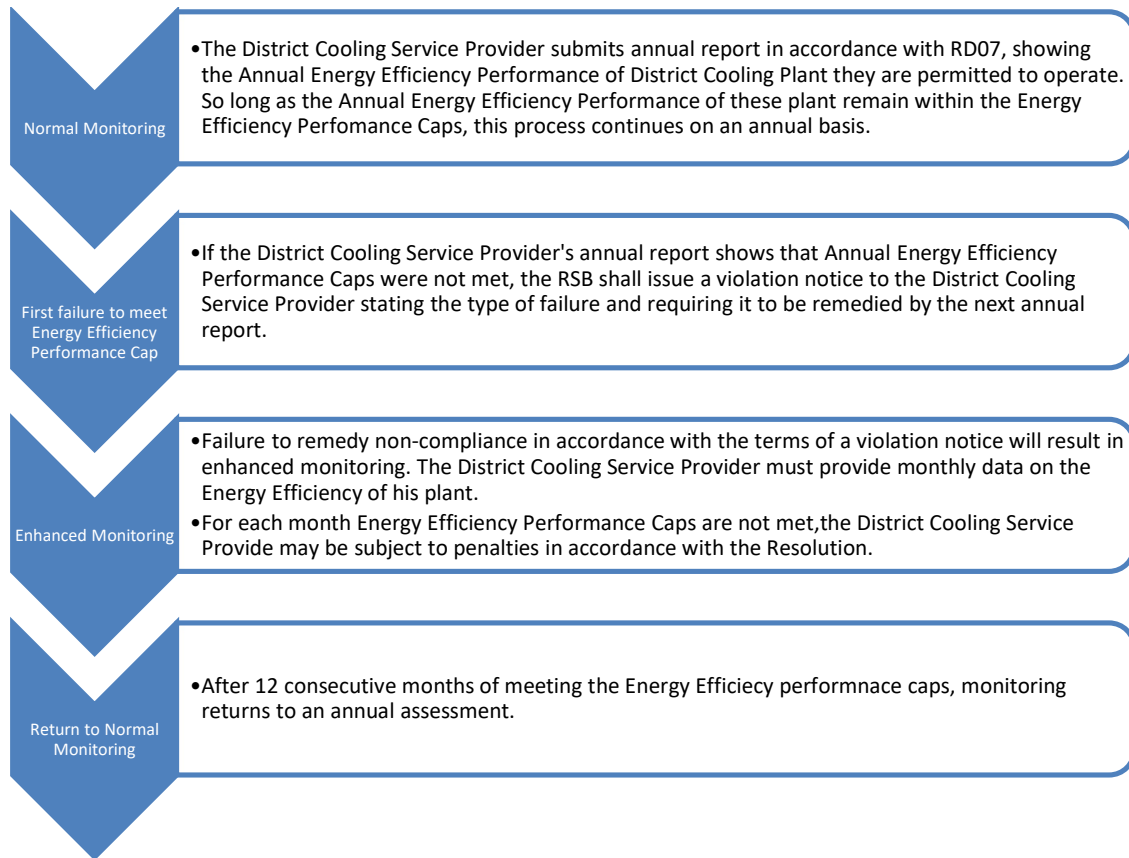 Normal Monitoring
•The District Cooling Service Provider submits annual report in accordance with RD07, showing
the Annual Energy Efficiency Performance of District Cooling Plant they are permitted to operate.
So long as the Annual Energy Efficiency Performance of these plant remain within the Energy
Efficiency Perfomance Caps, this process continues on an annual basis.
First failure to meet
Energy Efficiency
Performance Cap
•If the District Cooling Service Provider's annual report shows that Annual Energy Efficiency
Performance Caps were not met, the RSB shall issue a violation notice to the District Cooling
Service Provider stating the type of failure and requiring it to be remedied by the next annual
report.
Enhanced Monitoring
•Failure to remedy non-compliance in accordance with the terms of a violation notice will result in
enhanced monitoring. The District Cooling Service Provider must provide monthly data on the
Energy Efficiency of his plant.
•For each month Energy Efficiency Performance Caps are not met,the District Cooling Service
Provide may be subject to penalties in accordance with the Resolution.
Return to Normal
Monitoring
•After 12 consecutive months of meeting the Energy Efficiecy performnace caps, monitoring
returns to an annual assessment.